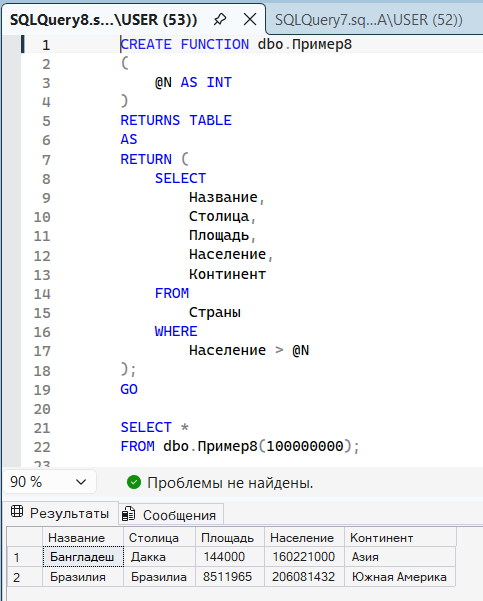 SQLQuery8.s...\USER (53))
SQLQuery7.sq...A\USER (52))
1 CREATE FUNCTION dbo.Пример8
2 (
3 @N AS INT
4 )
5 RETURNS TABLE
6 AS
7 RETURN (
8 SELECT
9 Название,
10 Столица,
11 Площадь,
12 Население,
13 Континент
14 FROM
15 Страны
16 WHERE
17 Население > @N
18 );
19 GO
20
21 SELECT *
22 FROM dbo.Пример8(100000000);
23
90 % Проблемы не найдены.
Результаты Сообщения
Название Столица Площадь Население Континент
1 Бангладеш Дакка 144000 160221000 Азия
2 Бразилия Бразилиа 8511965 206081432 Южная Америка